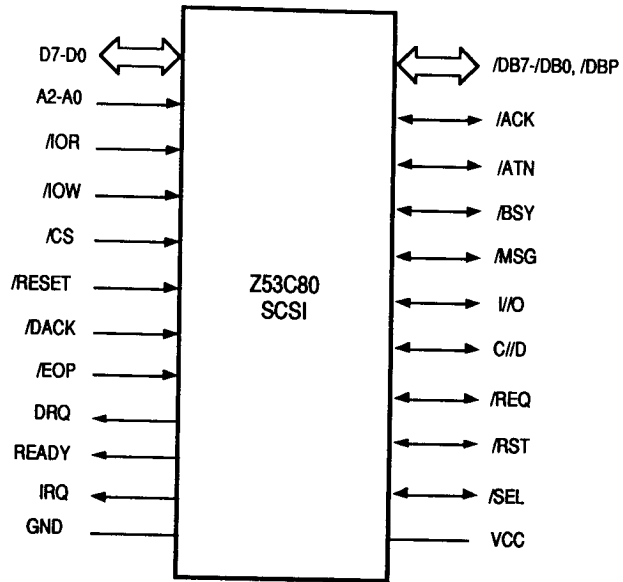 D7-D0
A2-A0
/IOR
/IOW
/CS
/RESET
/DACK
/EOP
DRQ
READY
IRQ
GND
Z53C80
SCSI
/DB7-/DB0, /DBP
/ACK
/ATN
/BSY
/MSG
I//O
C//D
/REQ
/RST
/SEL
VCC